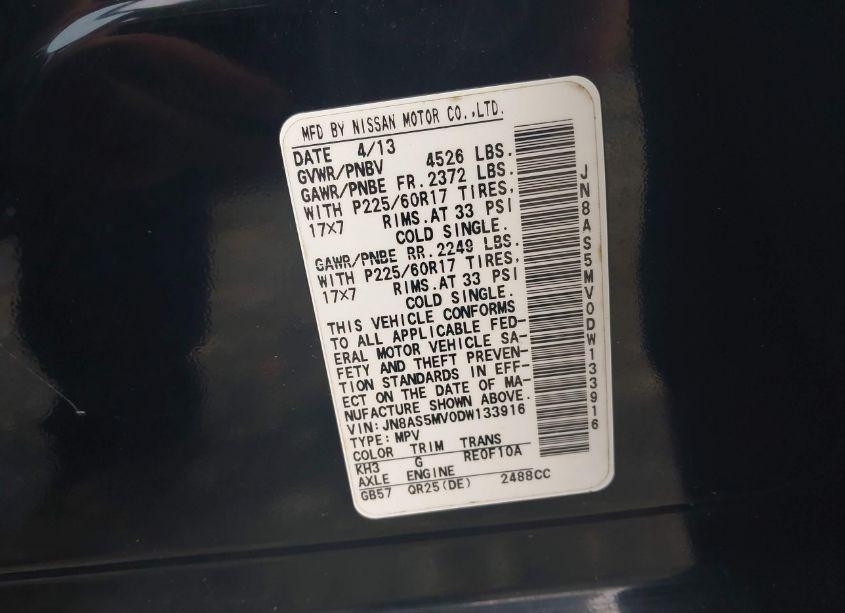 MFD BY NISSAN MOTOR CO.,LTD.
DATE 4/13
GVWR/PNBV 4526 LBS.
GAWR/PNBE FR.2372 LBS.
WITH P225/60R17 TIRES,
17X7 RIMS.AT 33 PSI
COLD SINGLE.
GAWR/PNBE RR.2249 LBS.
WITH P225/60R17 TIRES,
17X7 RIMS.AT 33 PSI
COLD SINGLE.
THIS VEHICLE CONFORMS
TO ALL APPLICABLE FED-
ERAL MOTOR VEHICLE SA-
FETY AND THEFT PREVEN-
TION STANDARDS IN EFF-
ECT ON THE DATE OF MA-
NUFACTURE SHOWN ABOVE.
VIN:JN8AS5MV0DW133916
TYPE:MPV
COLOR TRIM TRANS
KH3 G RE0F10A
AXLE ENGINE
GB57 QR25(DE) 2488CC
JN8AS5MV0DW133916